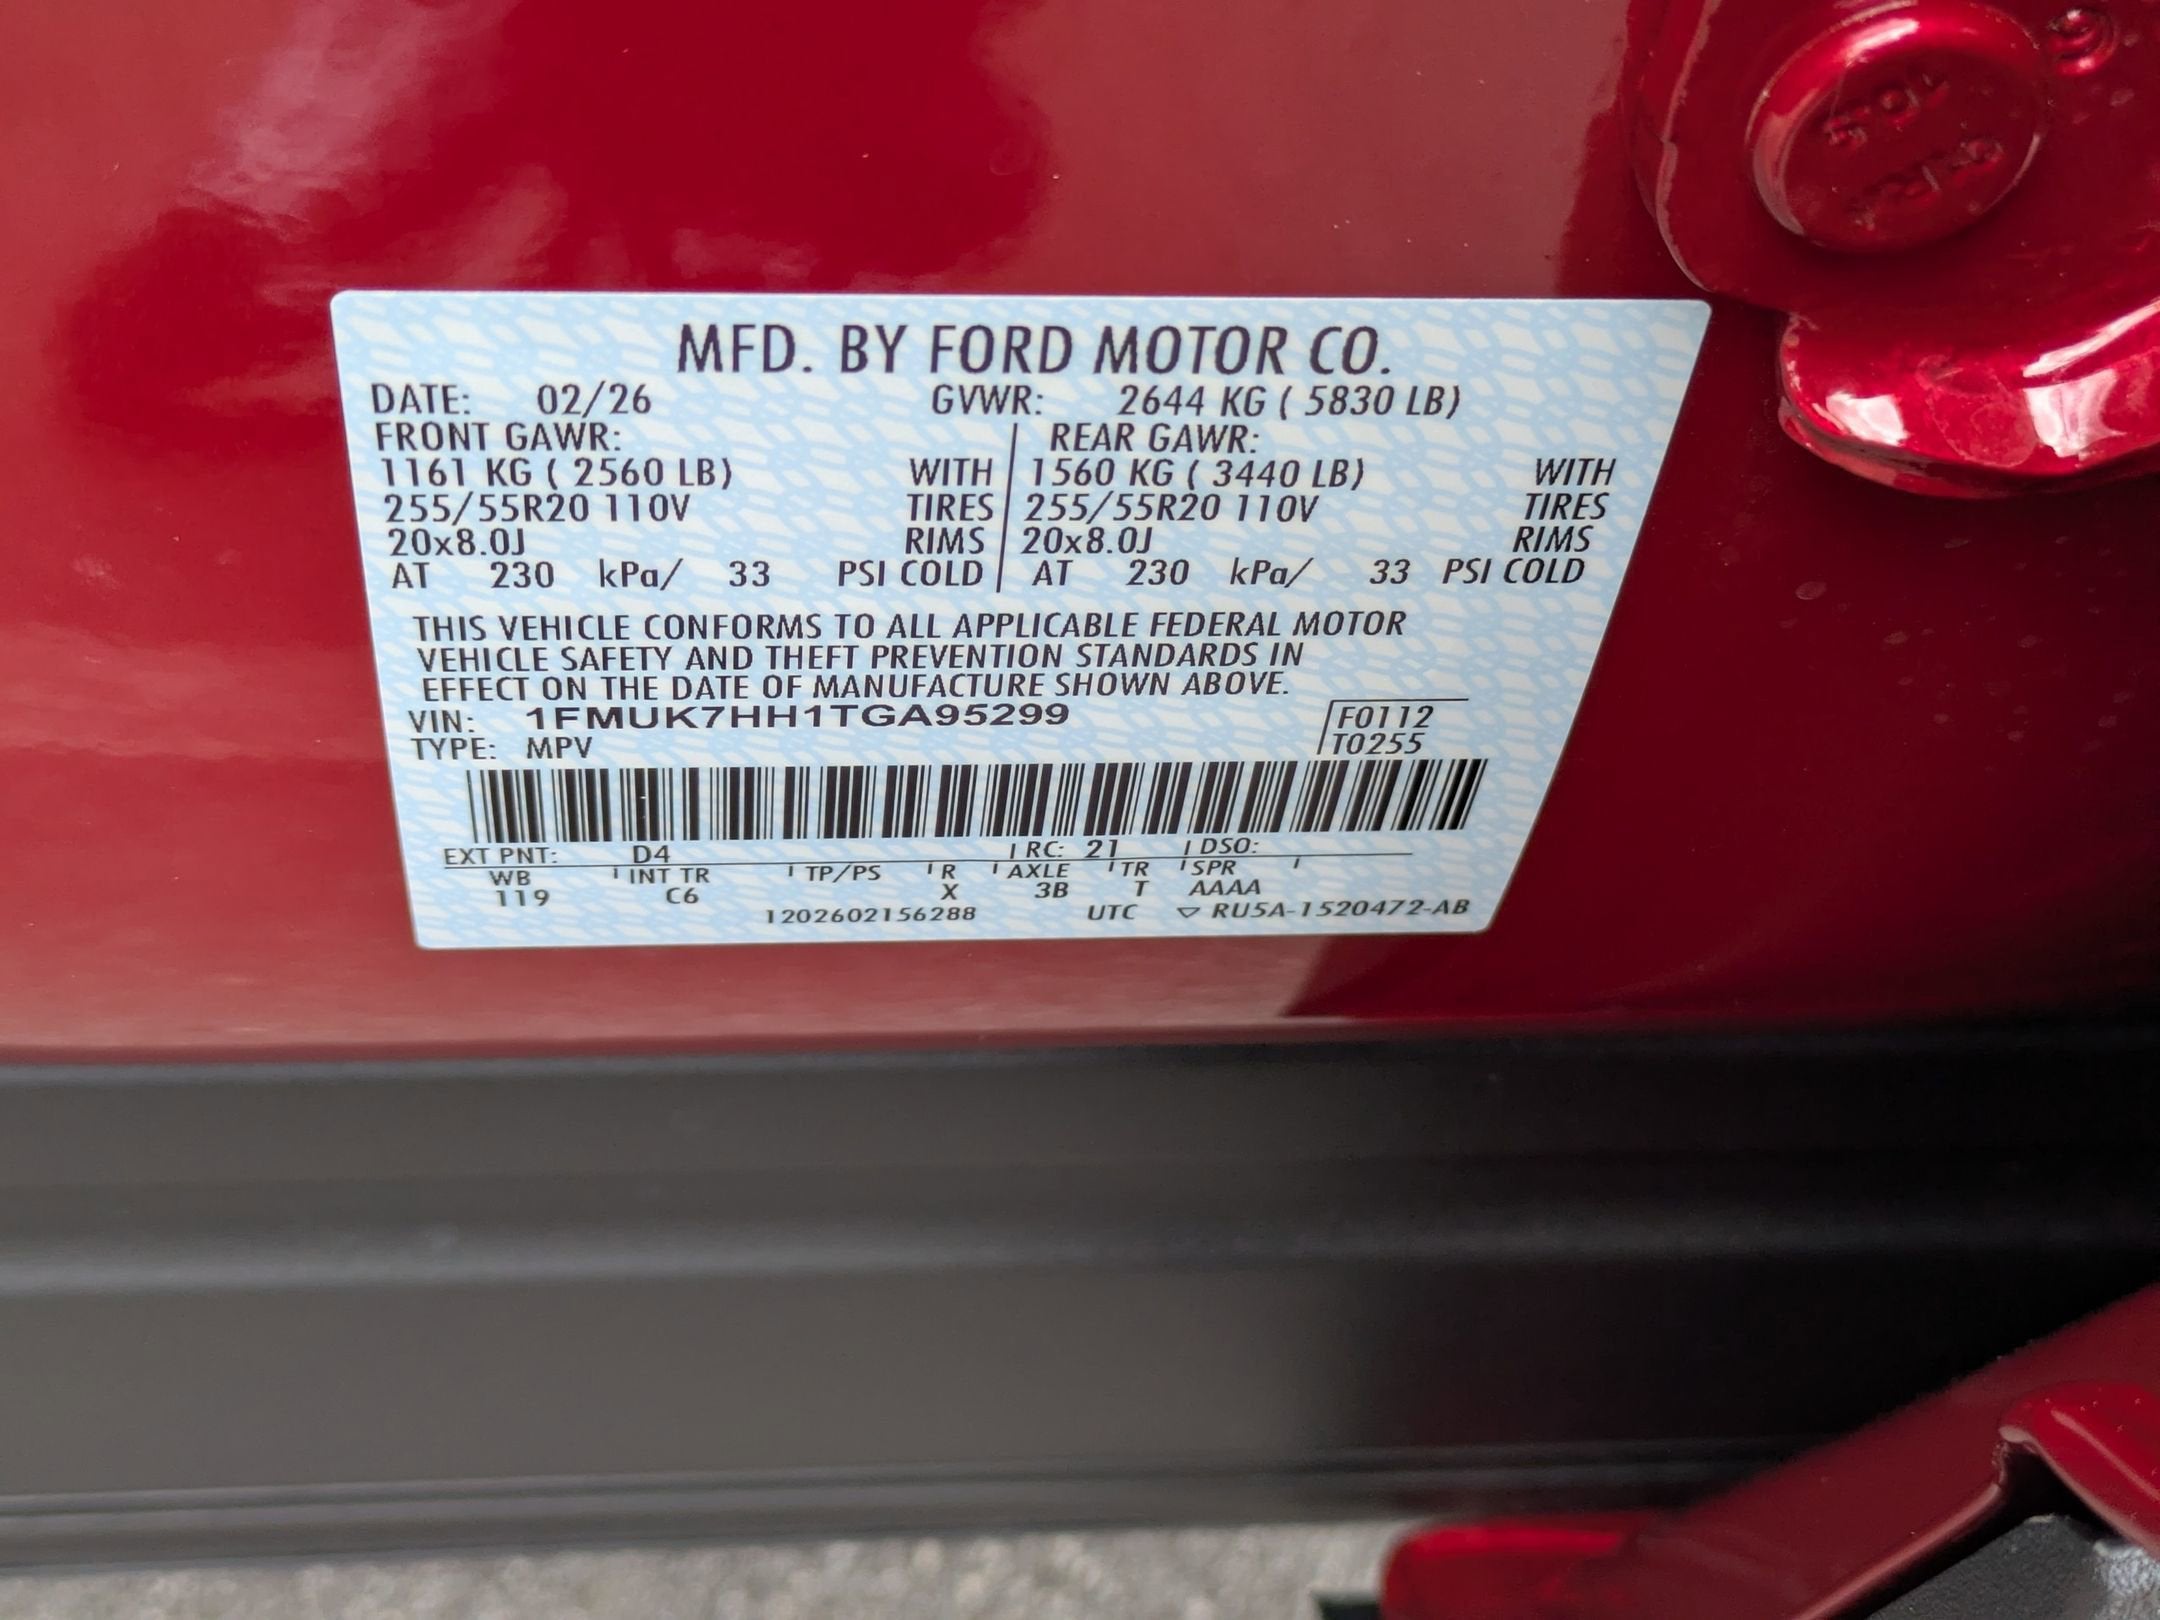 MFD. BY FORD MOTOR CO.
DATE: 02/26 GVWR: 2644 KG ( 5830 LB)
FRONT GAWR: REAR GAWR:
1161 KG ( 2560 LB) WITH 1560 KG ( 3440 LB) WITH
255/55R20 110V TIRES 255/55R20 110V TIRES
20x8.0J RIMS 20x8.0J RIMS
AT 230 kPa/ 33 PSI COLD AT 230 kPa/ 33 PSI COLD
THIS VEHICLE CONFORMS TO ALL APPLICABLE FEDERAL MOTOR
VEHICLE SAFETY AND THEFT PREVENTION STANDARDS IN
EFFECT ON THE DATE OF MANUFACTURE SHOWN ABOVE.
VIN: 1FMUK7HH1TGA95299 F0112
TYPE: MPV T0255
EXT PNT: D4 RC: 21 DSO:
WB INT TR TP/PS R AXLE TR SPR
119 C6 X 3B T AAAA
1202602156288 UTC ▽ RU5A-1520472-AB